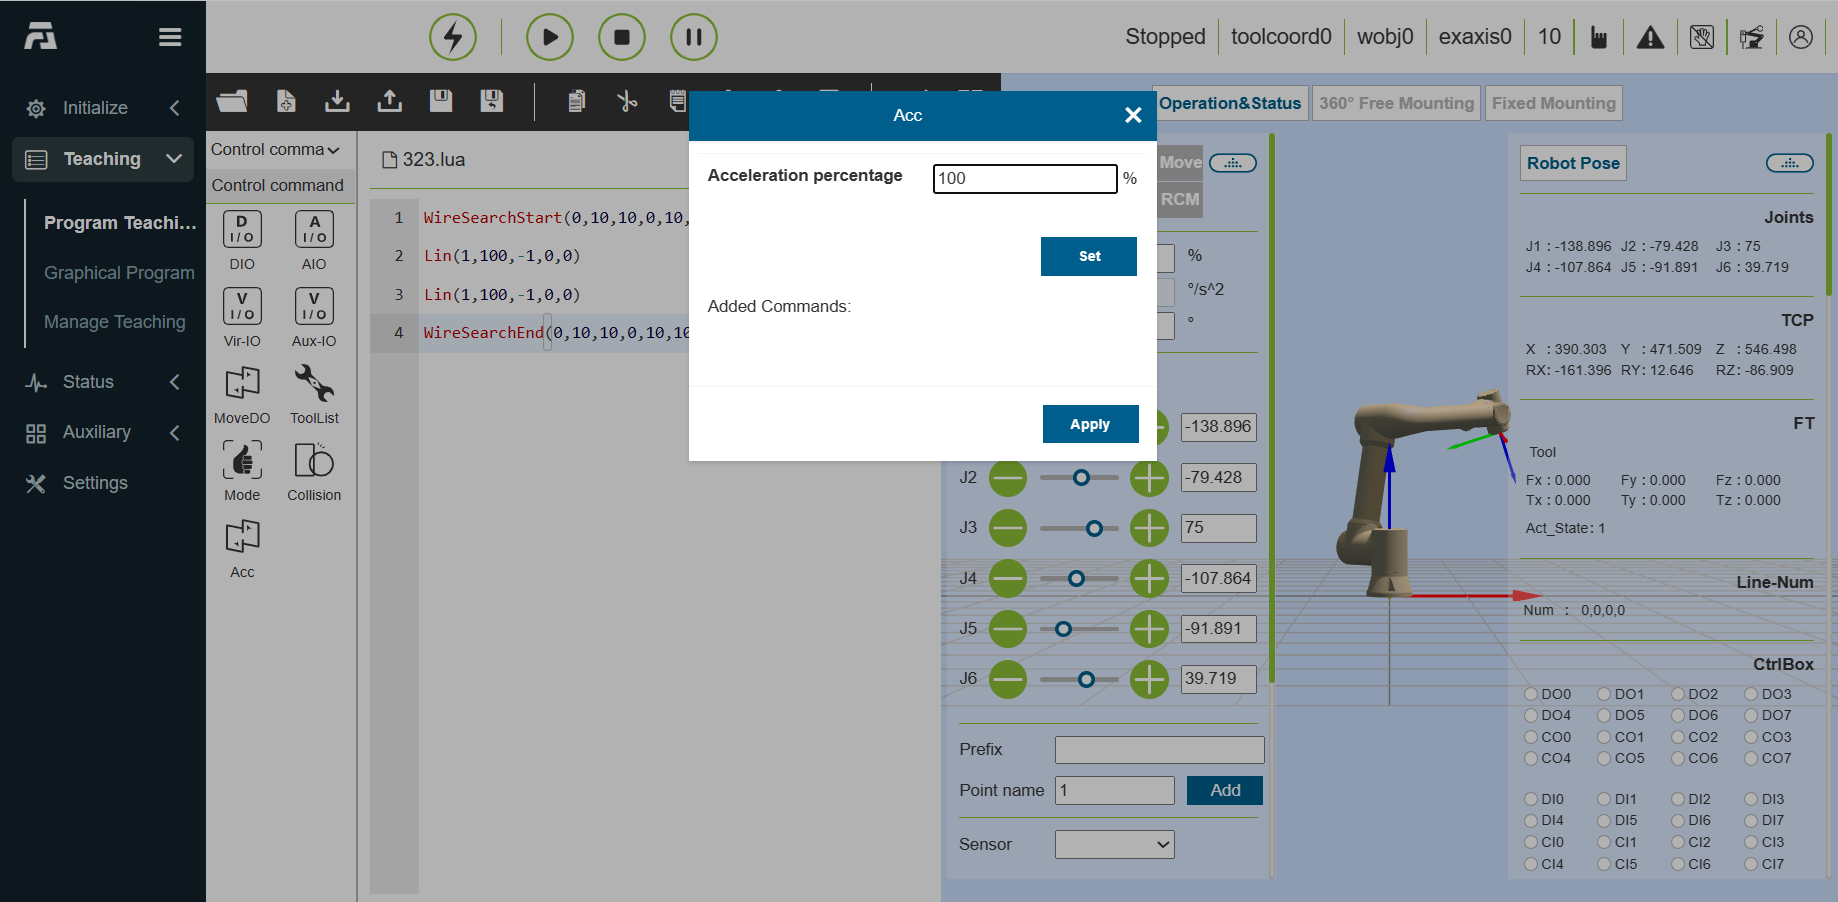 Stopped toolcoord0 wobj0 exaxis0 10
Initialize
Teaching
Program Teachi...
Graphical Program
Manage Teaching
Status
Auxiliary
Settings
Control comma
Control command
D
I/O
DIO
A
I/O
AIO
V
I/O
Vir-IO
V
I/O
Aux-IO
MoveDO
ToolList
Mode
Collision
Acc
323.lua
1 WireSearchStart(0,10,10,0,10,
2 Lin(1,100,-1,0,0)
3 Lin(1,100,-1,0,0)
4 WireSearchEnd(0,10,10,0,10,10
Acc
Acceleration percentage 100 %
Set
Added Commands:
Apply
Operation&Status 360° Free Mounting Fixed Mounting
Move
RCM
%
°/s^2
°
-138.896
J2 -79.428
J3 75
J4 -107.864
J5 -91.891
J6 39.719
Prefix
Point name 1 Add
Sensor
Robot Pose
Joints
J1 : -138.896 J2 : -79.428 J3 : 75
J4 : -107.864 J5 : -91.891 J6 : 39.719
TCP
X : 390.303 Y : 471.509 Z : 546.498
RX: -161.396 RY: 12.646 RZ: -86.909
FT
Tool
Fx : 0.000 Fy : 0.000 Fz : 0.000
Tx : 0.000 Ty : 0.000 Tz : 0.000
Act_State: 1
Line-Num
Num : 0,0,0,0
CtrlBox
DO0 DO1 DO2 DO3
DO4 DO5 DO6 DO7
CO0 CO1 CO2 CO3
CO4 CO5 CO6 CO7
DI0 DI1 DI2 DI3
DI4 DI5 DI6 DI7
CI0 CI1 CI2 CI3
CI4 CI5 CI6 CI7